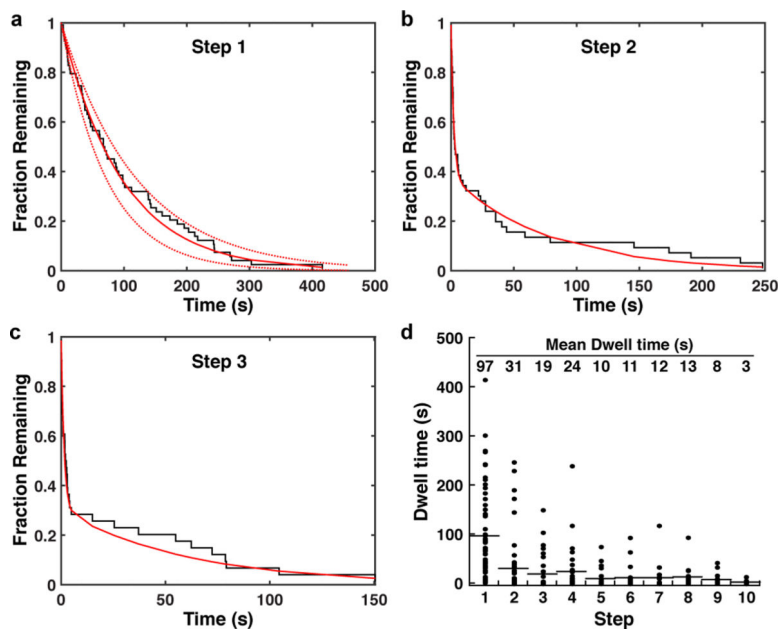 a
Step 1
Fraction Remaining
1
0.8
0.6
0.4
0.2
0
0 100 200 300 400 500
Time (s)
b
Step 2
Fraction Remaining
1
0.8
0.6
0.4
0.2
0
0 50 100 150 200 250
Time (s)
c
Step 3
Fraction Remaining
1
0.8
0.6
0.4
0.2
0
0 50 100 150
Time (s)
d
Mean Dwell time (s)
97 31 19 24 10 11 12 13 8 3
Dwell time (s)
500
400
300
200
100
0
1 2 3 4 5 6 7 8 9 10
Step